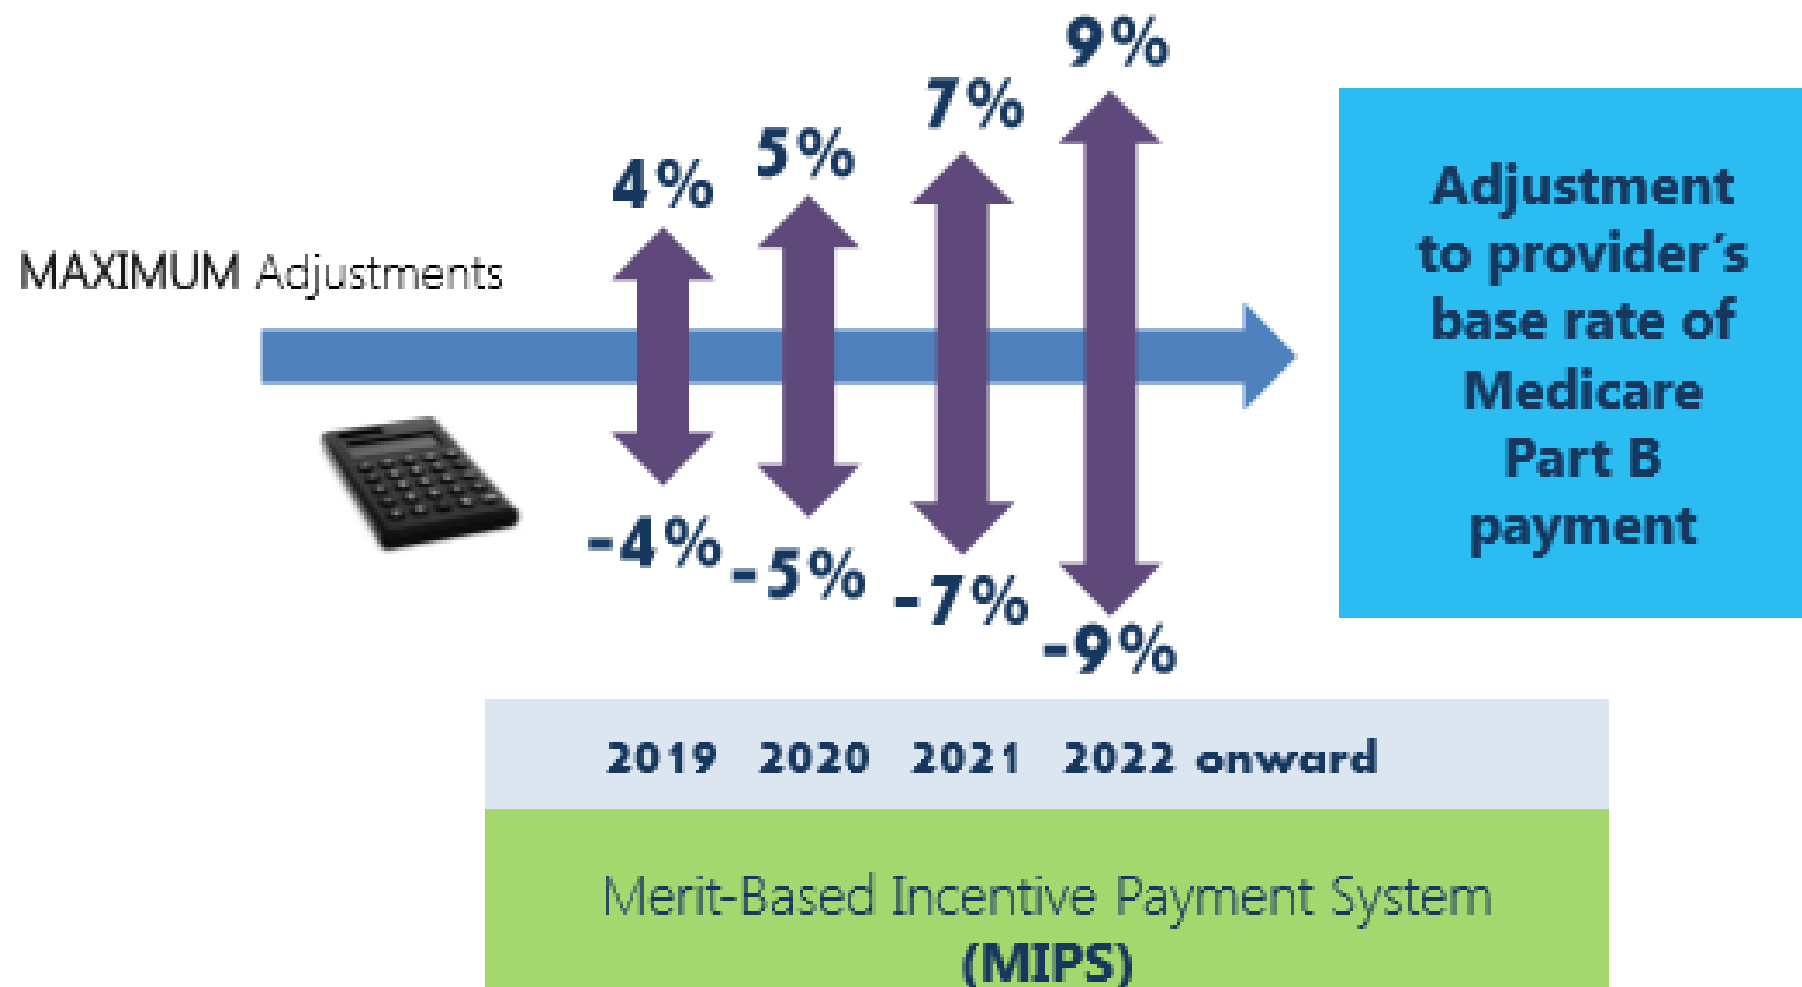 9%
7%
5%
4%
MAXIMUM Adjustments
-4%
-5%
-7%
-9%
Adjustment
to provider's
base rate of
Medicare
Part B
payment
2019 2020 2021 2022 onward
Merit-Based Incentive Payment System
(MIPS)